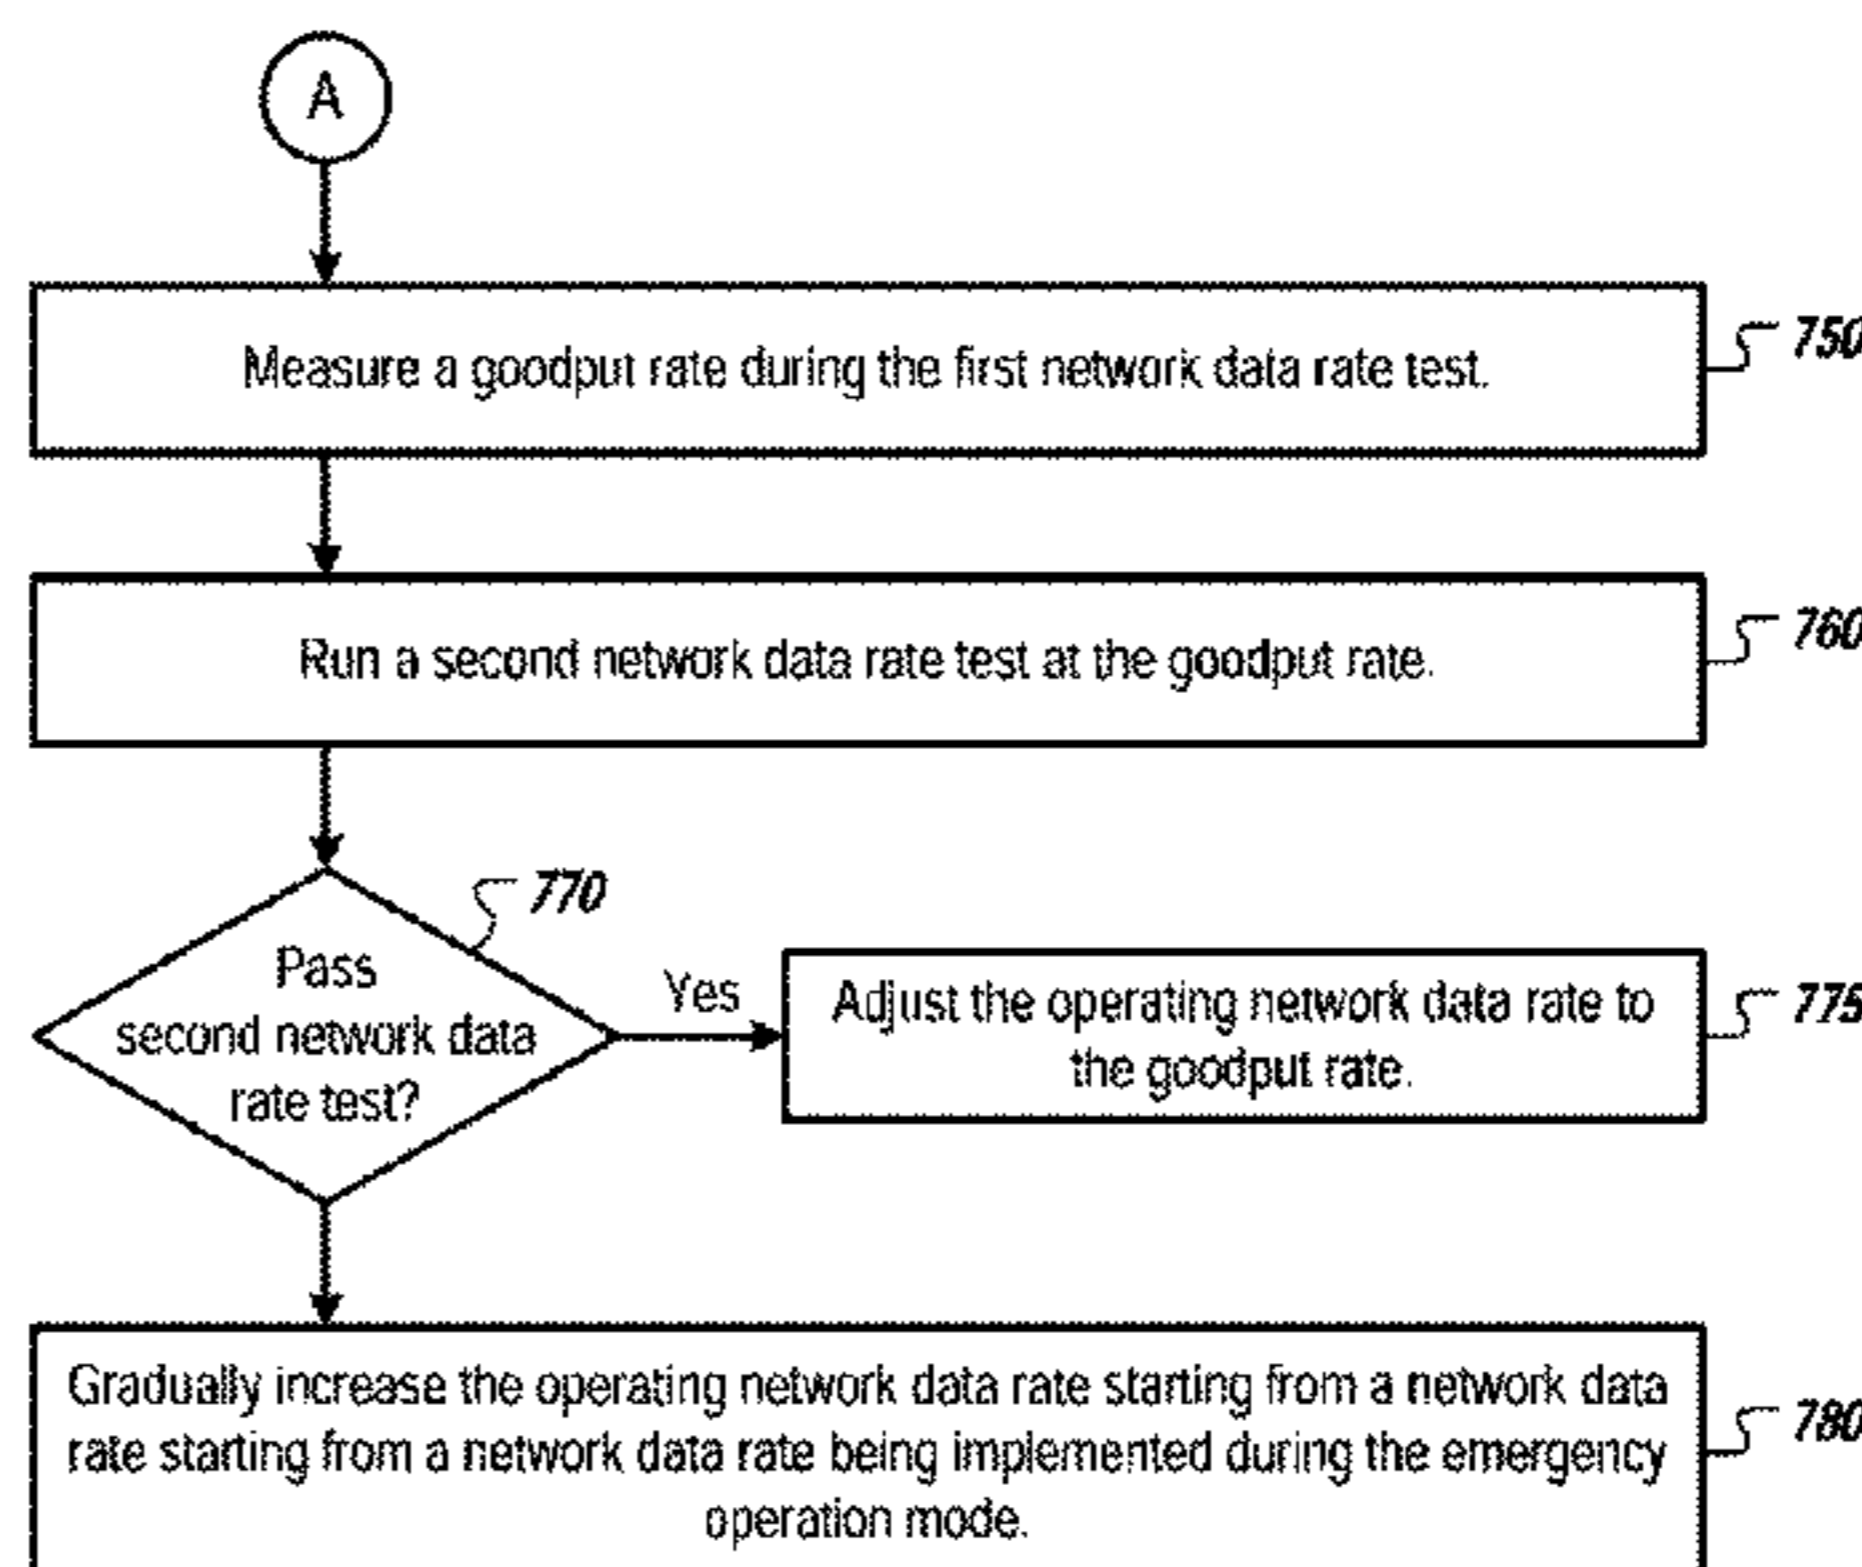 A
Measure a goodput rate during the first network data rate test.
750
Run a second network data rate test at the goodput rate.
760
770
Pass
second network data
rate test?
Yes
Adjust the operating network data rate to
the goodput rate.
775
Gradually increase the operating network data rate starting from a network data
rate starting from a network data rate being implemented during the emergency
operation mode.
780